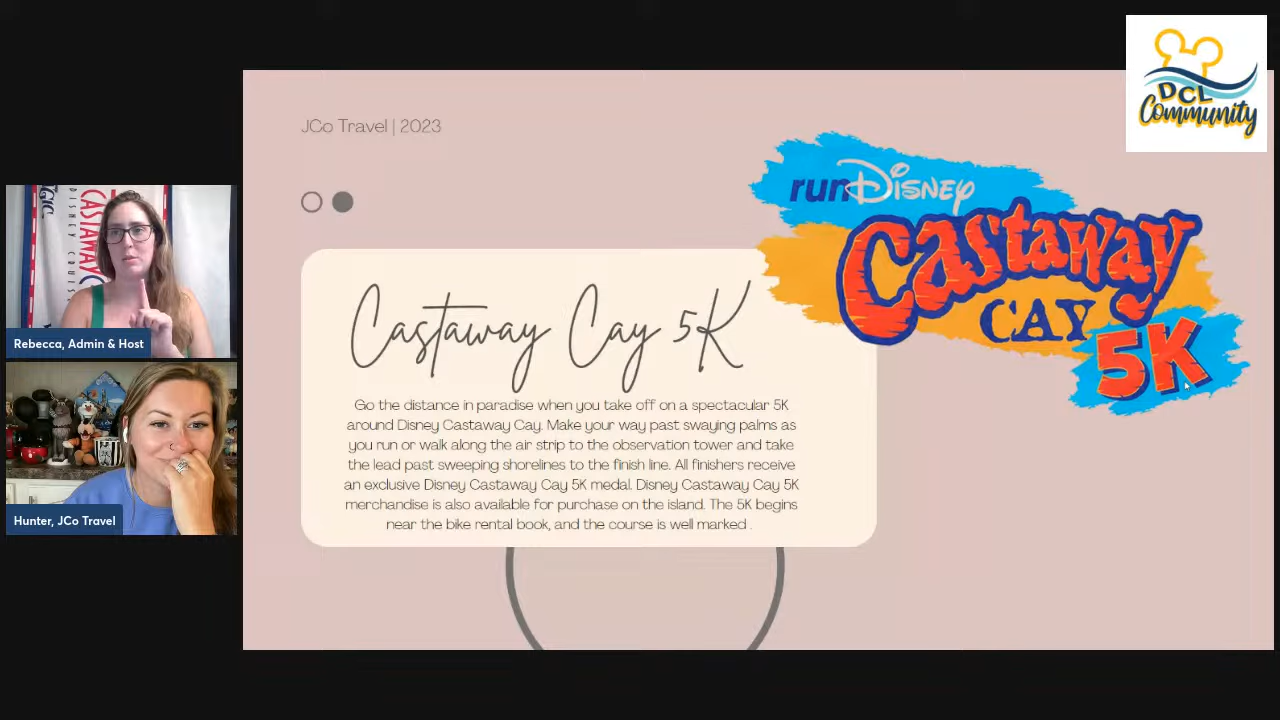 DCL
Community
JCo Travel | 2023
runDisney
Castaway
CAY
5K
Castaway Cay 5K
Go the distance in paradise when you take off on a spectacular 5K
around Disney Castaway Cay. Make your way past swaying palms as
you run or walk along the air strip to the observation tower and take
the lead past sweeping shorelines to the finish line. All finishers receive
an exclusive Disney Castaway Cay 5K medal. Disney Castaway Cay 5K
merchandise is also available for purchase on the island. The 5K begins
near the bike rental book, and the course is well marked .
CASTAWAY
DISNEY CRUIS
Rebecca, Admin & Host
Hunter, JCo Travel